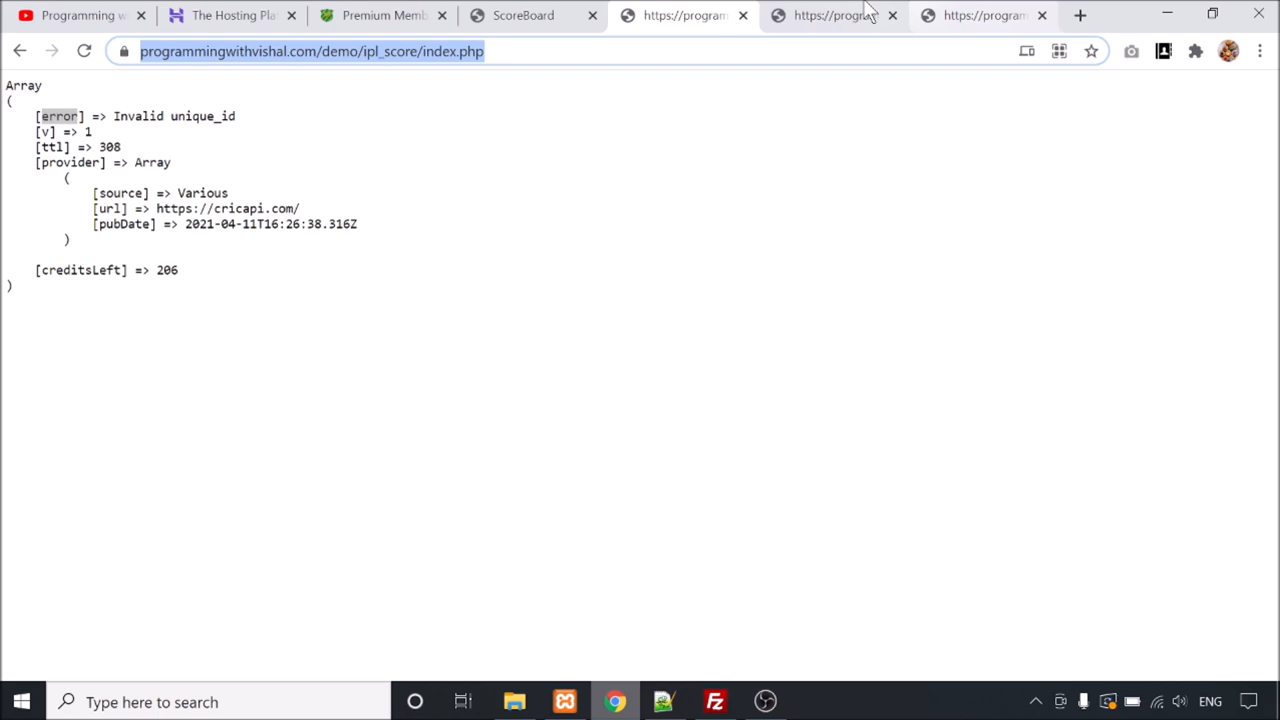 Programming w
The Hosting Pla
Premium Memb
ScoreBoard
https://program
https://progra
https://program
programmingwithvishal.com/demo/ipl_score/index.php
Array
(
[error] => Invalid unique_id
[v] => 1
[ttl] => 308
[provider] => Array
(
[source] => Various
[url] => https://cricapi.com/
[pubDate] => 2021-04-11T16:26:38.316Z
)
[creditsLeft] => 206
)
Type here to search
ENG